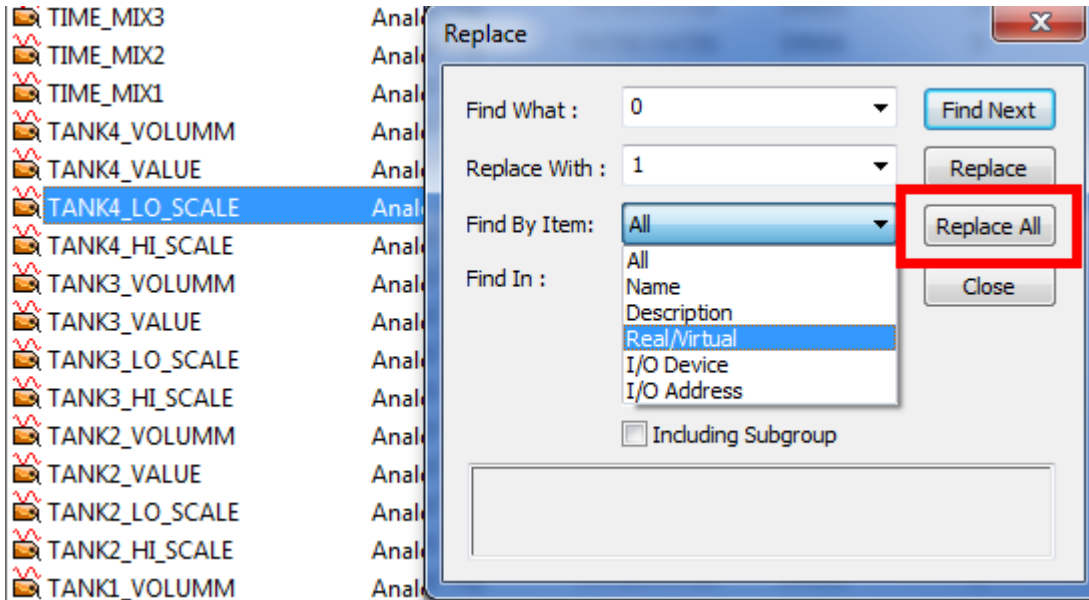 TIME_MIX3 Anal
TIME_MIX2 Anal
TIME_MIX1 Anal
TANK4_VOLUMM Anal
TANK4_VALUE Anal
TANK4_LO_SCALE Anal
TANK4_HI_SCALE Anal
TANK3_VOLUMM Anal
TANK3_VALUE Anal
TANK3_LO_SCALE Anal
TANK3_HI_SCALE Anal
TANK2_VOLUMM Anal
TANK2_VALUE Anal
TANK2_LO_SCALE Anal
TANK2_HI_SCALE Anal
TANK1_VOLUMM Anal
Replace
Find What : 0 Find Next
Replace With : 1 Replace
Find By Item: All Replace All
All
Find In : Name Close
Description
Real/Virtual
I/O Device
I/O Address
Including Subgroup